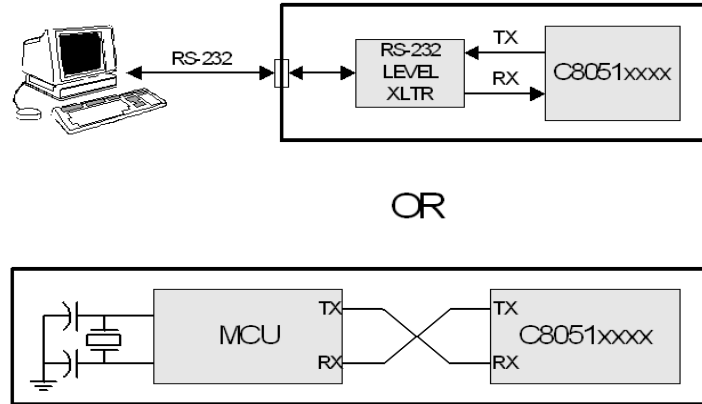 RS-232
RS-232
LEVEL
XLTR
TX
RX
C8051xxxx
OR
MCU
TX
RX
TX
RX
C8051xxxx